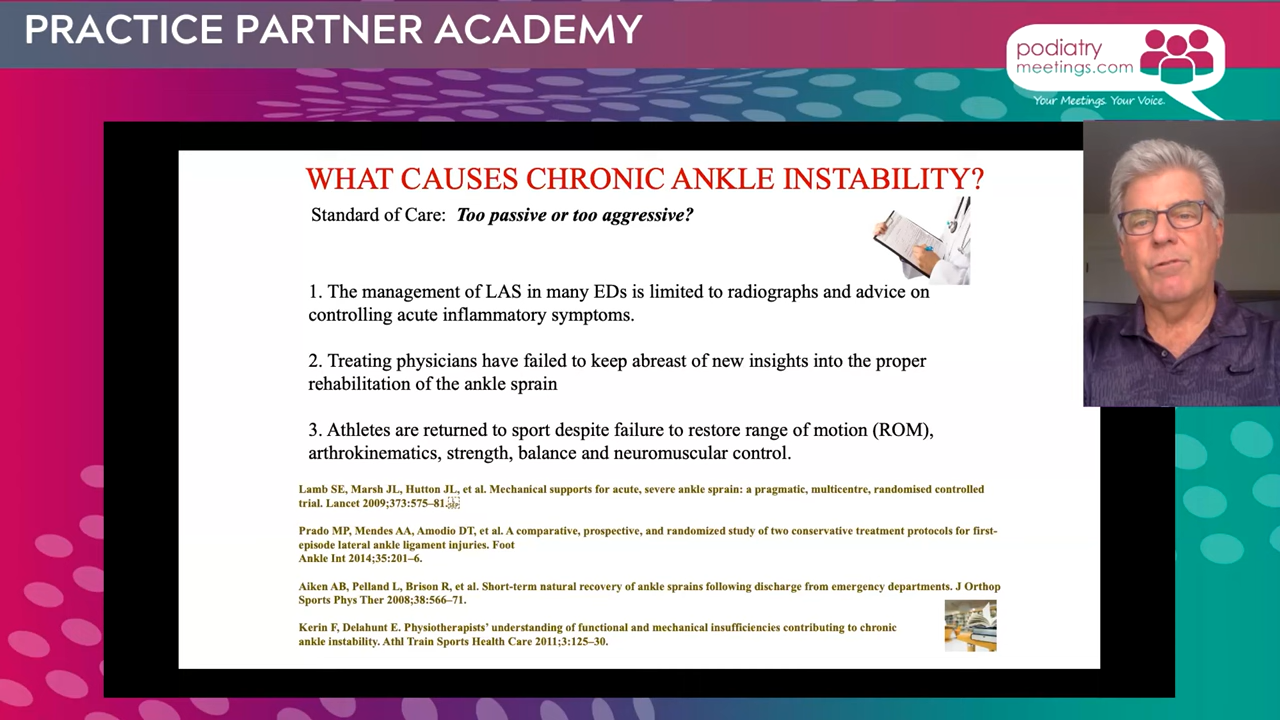 PRACTICE PARTNER ACADEMY
podiatry
meetings.com
Your Meetings. Your Voice.
WHAT CAUSES CHRONIC ANKLE INSTABILITY?
Standard of Care: Too passive or too aggressive?
1. The management of LAS in many EDs is limited to radiographs and advice on
controlling acute inflammatory symptoms.
2. Treating physicians have failed to keep abreast of new insights into the proper
rehabilitation of the ankle sprain
3. Athletes are returned to sport despite failure to restore range of motion (ROM),
arthrokinematics, strength, balance and neuromuscular control.
Lamb SE, Marsh JL, Hutton JL, et al. Mechanical supports for acute, severe ankle sprain: a pragmatic, multicentre, randomised controlled
trial. Lancet 2009;373:575–81.
Prado MP, Mendes AA, Amodio DT, et al. A comparative, prospective, and randomized study of two conservative treatment protocols for first-
episode lateral ankle ligament injuries. Foot
Ankle Int 2014;35:201–6.
Aiken AB, Pelland L, Brison R, et al. Short-term natural recovery of ankle sprains following discharge from emergency departments. J Orthop
Sports Phys Ther 2008;38:566–71.
Kerin F, Delahunt E. Physiotherapists' understanding of functional and mechanical insufficiencies contributing to chronic
ankle instability. Athl Train Sports Health Care 2011;3:125–30.